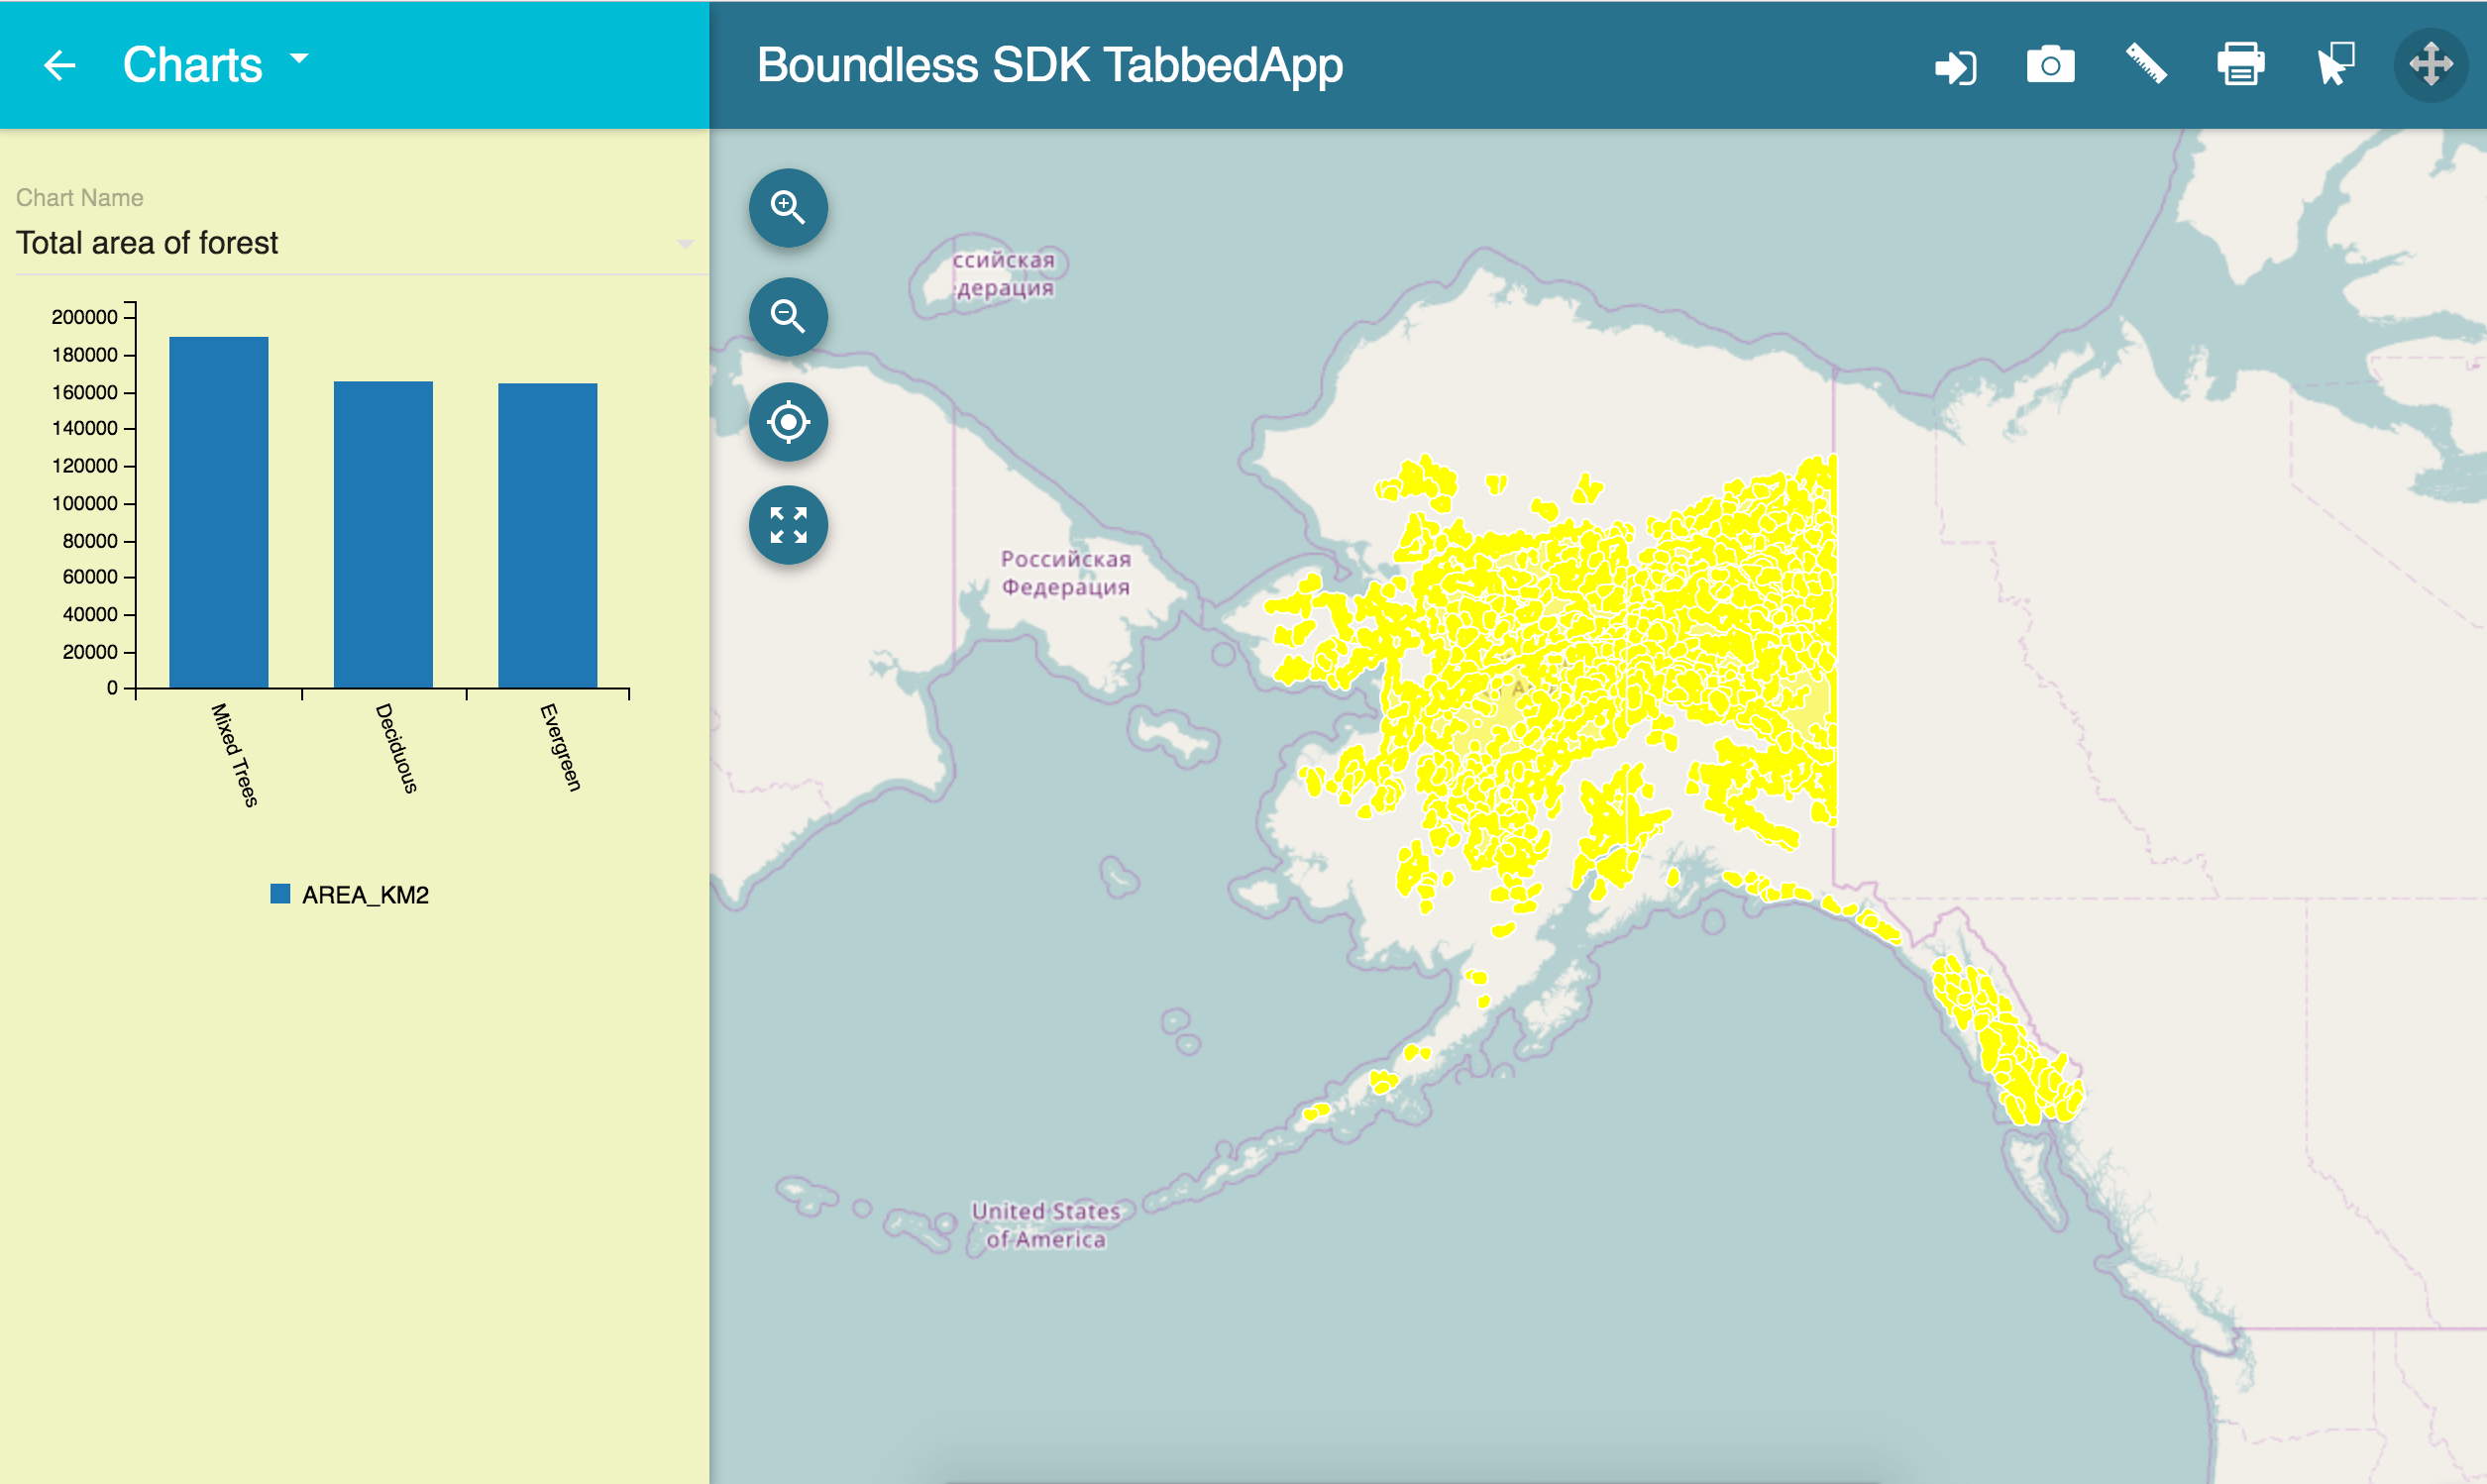 Charts
Boundless SDK TabbedApp
Chart Name
Total area of forest
200000
180000
160000
140000
120000
100000
80000
60000
40000
20000
0
Mixed Trees
Deciduous
Evergreen
AREA_KM2
ссийская
дерация
Российская
Федерация
United States
of America